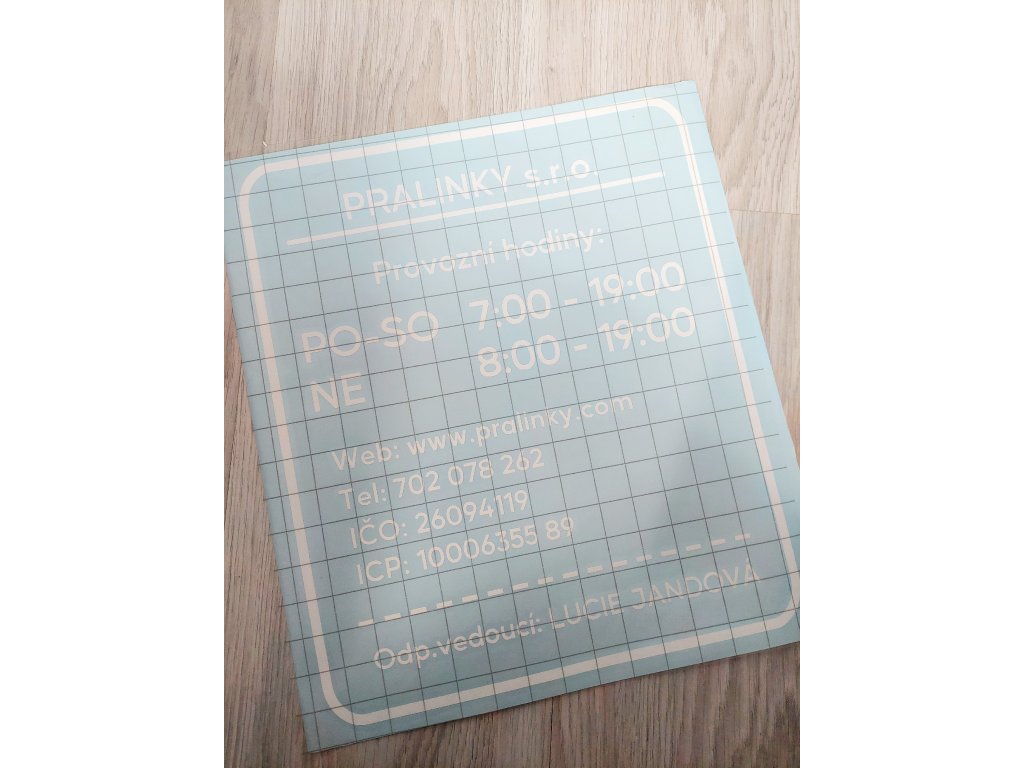 PRALINKY s.r.o.
Provozní hodiny:
PO-SO 7:00 - 19:00
NE 8:00 - 19:00
Web: www.pralinky.com
Tel: 702 078 262
IČO: 26094119
ICP: 10006355 89
Odp.vedoucí: LUCIE JANDOVA